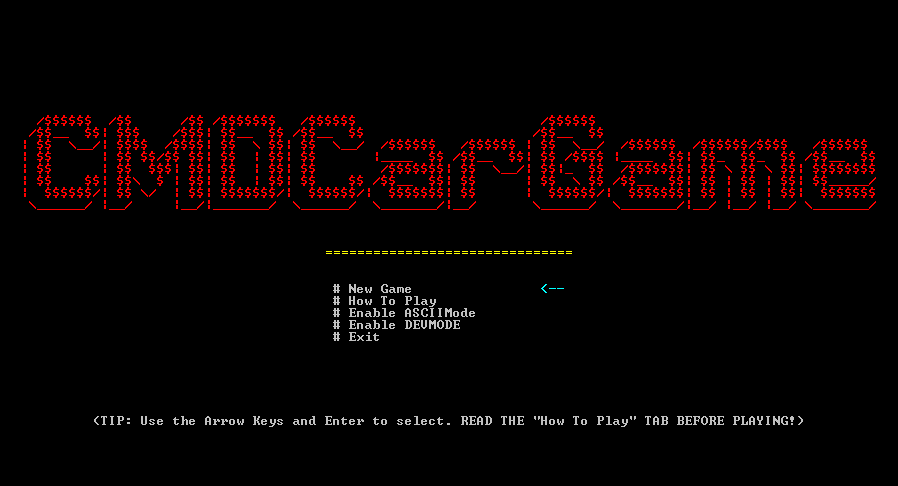 CMDCarGame
==============================
# New Game <--
# How To Play
# Enable ASCIIMode
# Enable DEVMODE
# Exit
(TIP: Use the Arrow Keys and Enter to select. READ THE "How To Play" TAB BEFORE PLAYING!)